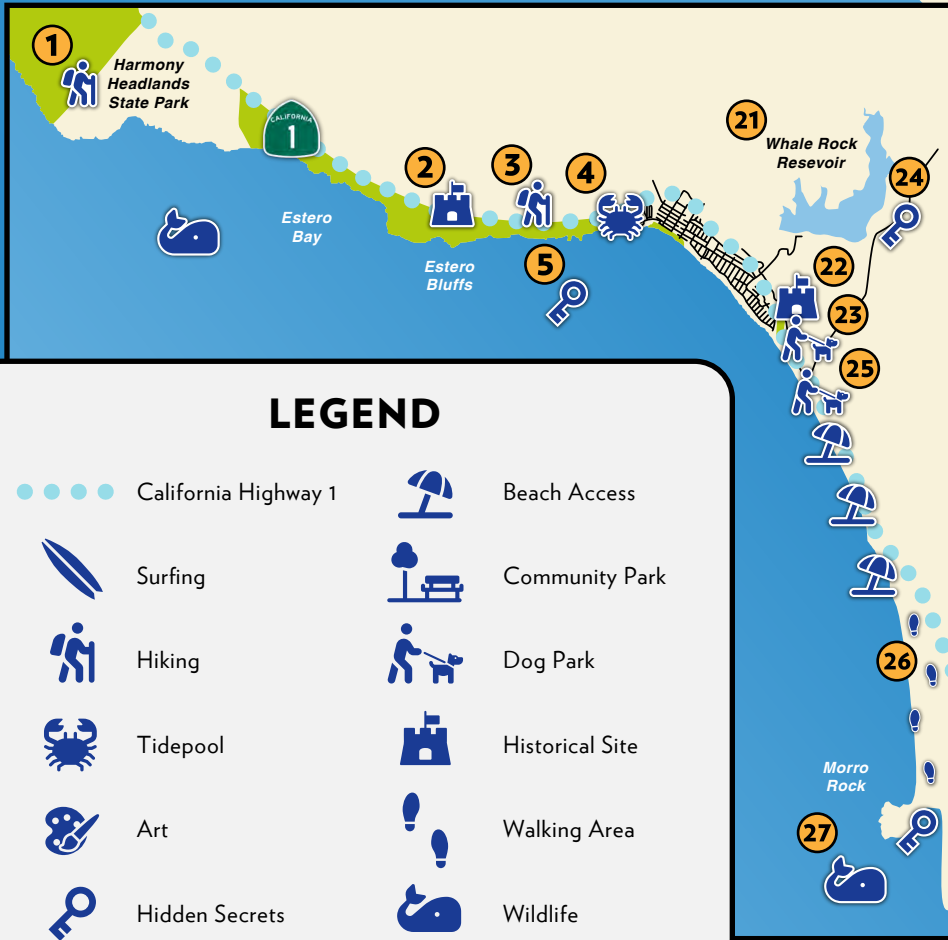 1
Harmony
Headlands
State Park
CALIFORNIA
1
2
3
4
5
Estero
Bay
Estero
Bluffs
21
Whale Rock
Resevoir
24
22
23
25
26
Morro
Rock
27
LEGEND
California Highway 1
Beach Access
Surfing
Community Park
Hiking
Dog Park
Tidepool
Historical Site
Art
Walking Area
Hidden Secrets
Wildlife